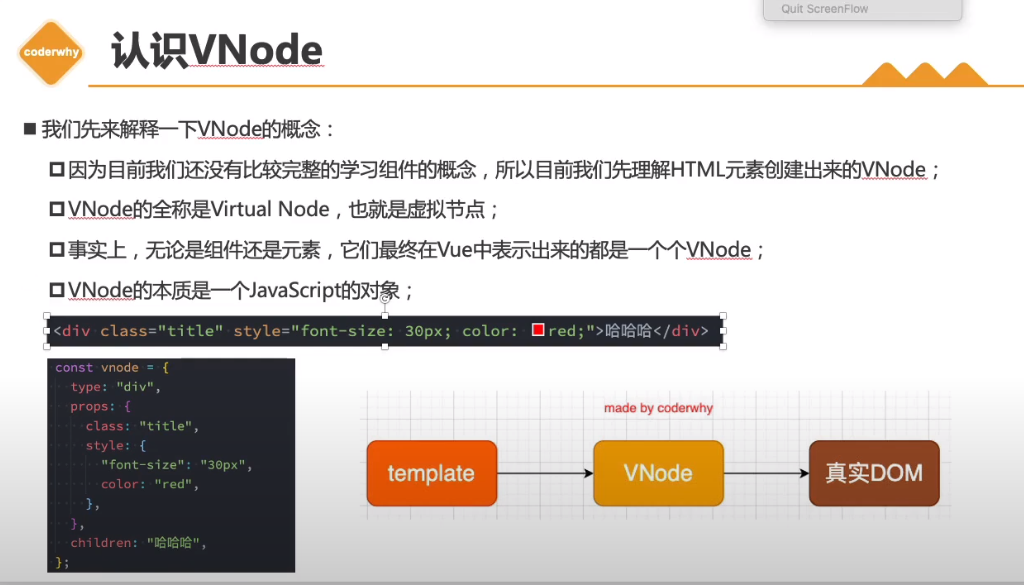 Quit ScreenFlow
coderwhy
认识VNode
我们先来解释一下VNode的概念：
因为目前我们还没有比较完整的学习组件的概念，所以目前我们先理解HTML元素创建出来的VNode；
VNode的全称是Virtual Node，也就是虚拟节点；
事实上，无论是组件还是元素，它们最终在Vue中表示出来的都是一个个VNode；
VNode的本质是一个JavaScript的对象；
<div class="title" style="font-size: 30px; color: red;">哈哈哈</div>
const vnode = {
type: "div",
props: {
class: "title",
style: {
"font-size": "30px",
color: "red",
},
},
children: "哈哈哈",
};
made by coderwhy
template
VNode
真实DOM